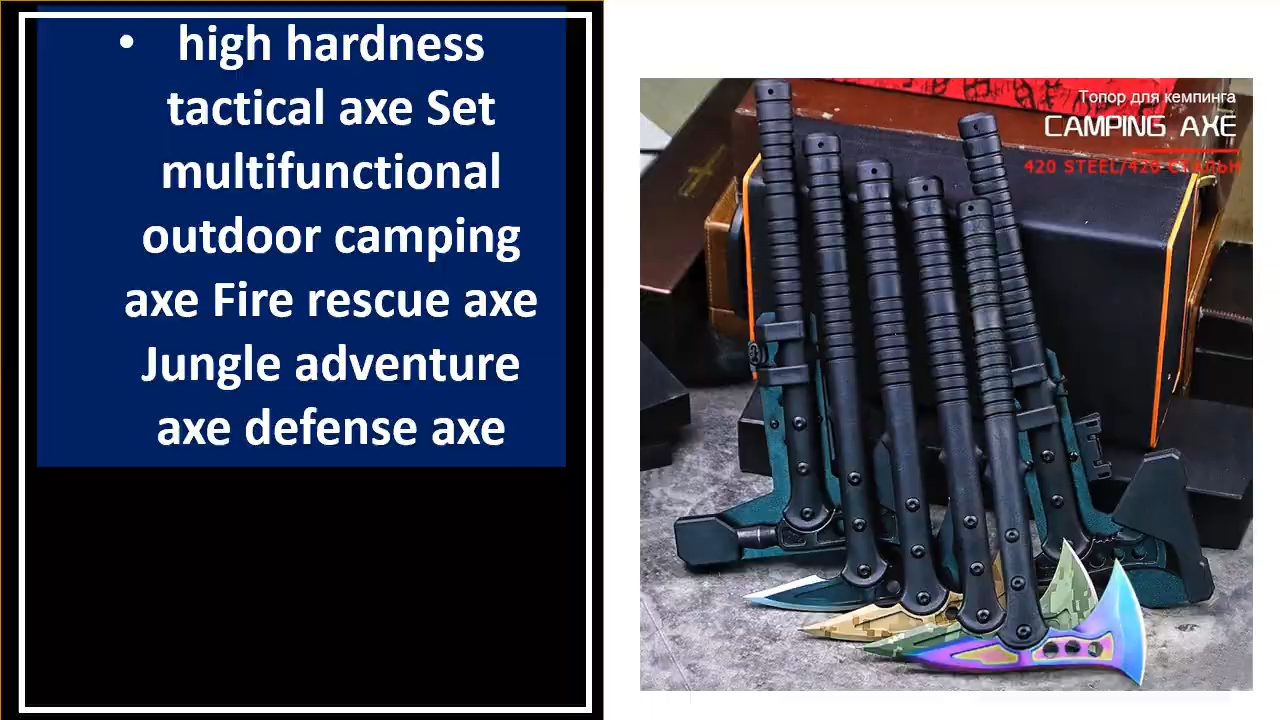 • high hardness
tactical axe Set
multifunctional
outdoor camping
axe Fire rescue axe
Jungle adventure
axe defense axe
Топор для кемпинга
CAMPING AXE
420 STEEL/420 СТАЛЬН